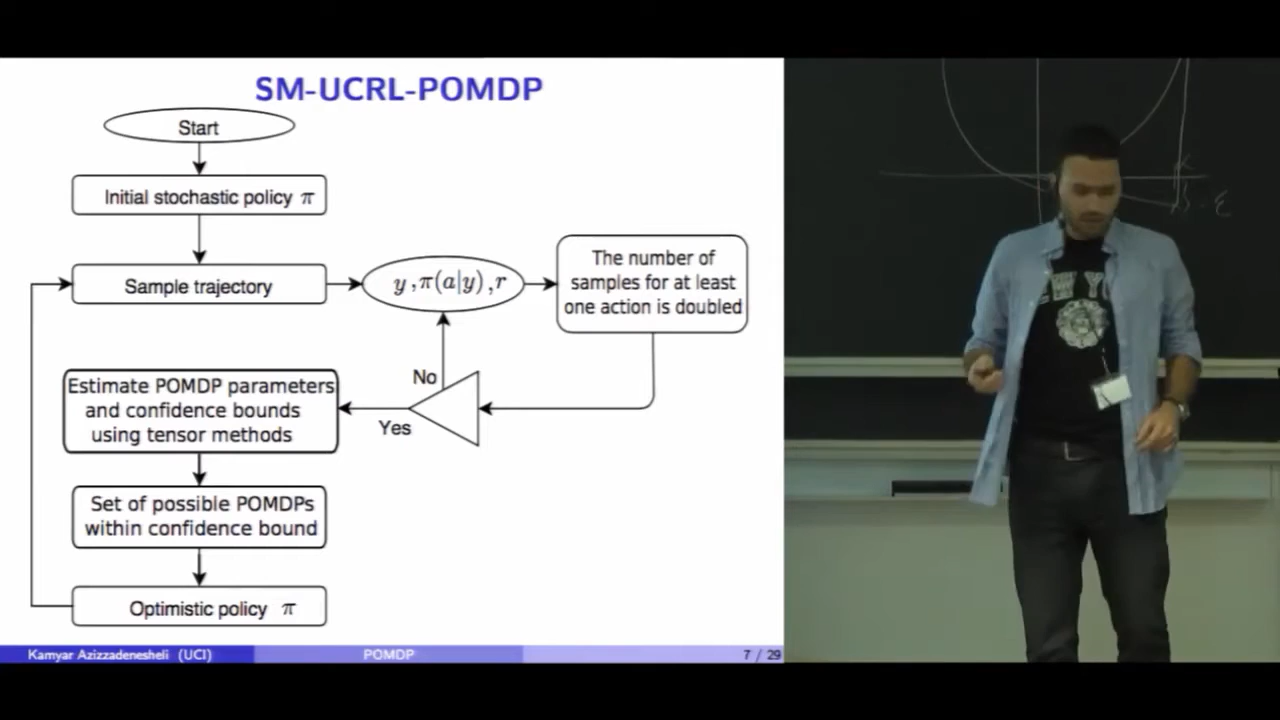 SM-UCRL-POMDP
Start
Initial stochastic policy π
Sample trajectory
y ,π(a|y) ,r
The number of
samples for at least
one action is doubled
No
Yes
Estimate POMDP parameters
and confidence bounds
using tensor methods
Set of possible POMDPs
within confidence bound
Optimistic policy π
Kamyar Azizzadenesheli (UCI)
POMDP
7 / 29